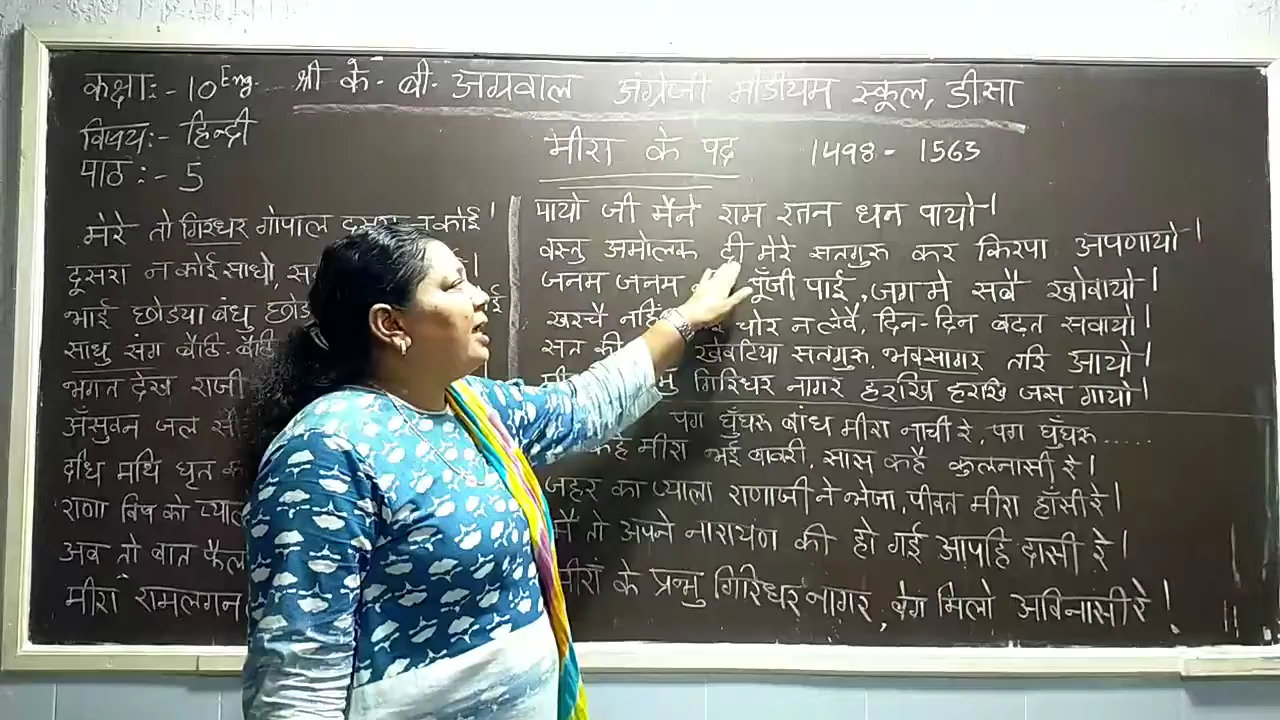 कक्षाः- 10 Eng. श्री के. बी. अग्रवाल अंग्रेजी मीडीयम स्कूल, डीसा
विषयः- हिन्दी
पाठः- 5
मीरा के पद 1498 - 1563
मेरे तो गिरधर गोपाल दूसरा न कोई।
दूसरा न कोई साधो,
भाई छोडया बंधु
साधु संग बैठि-बैठि
भगत देख राजी
अँसुवन जल
दधि मथि घृत
राणा विष को प्याला
अब तो बात फैल
मीरां रामलगन
पायो जी मैंने राम रतन धन पायो।
वस्तु अमोलक दी मेरे सतगुरु कर किरपा अपणायो।
जनम जनम पूँजी पाई, जग मे सबै खोवायो।
खरचै नहिं चोर न लेवै, दिन-दिन बढ़त सवायो।
सत की खेवटिया सतगुरु, भवसागर तरि आयो।
गिरिधर नागर हरखि हरखि जस गायो।
पग घुँघरू बांध मीरा नाची रे, पग घुँघरू.....
कहे मीरा भई बावरी, सास कहै कुलनासी रे।
जहर का प्याला राणाजी ने भेजा, पीवत मीरा हाँसी रे।
मैं तो अपने नारायण की हो गई आपहि दासी रे।
मीराँ के प्रभु गिरिधर नागर, वेग मिलो अविनासी रे!